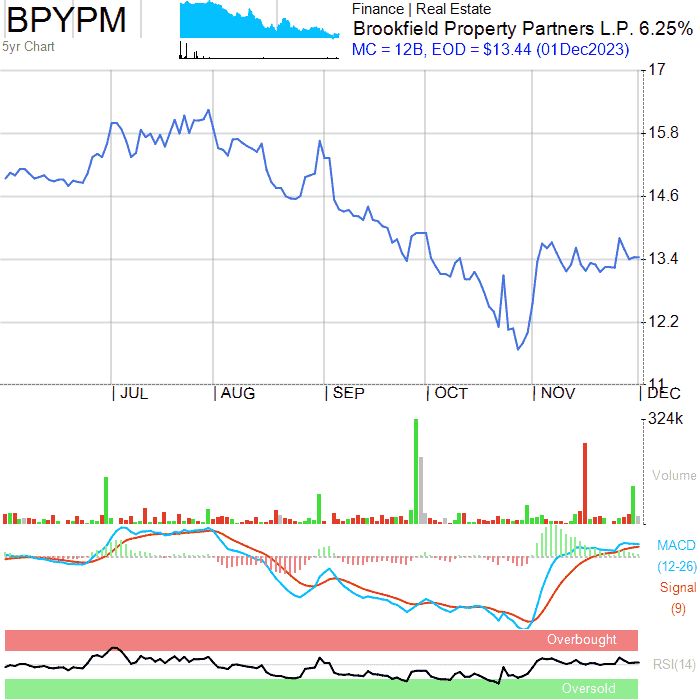 BPYPM
5yr Chart
Finance | Real Estate
Brookfield Property Partners L.P. 6.25%
MC = 12B, EOD = $13.44 (01Dec2023)
17
15.8
14.6
13.4
12.2
11
JUL
AUG
SEP
OCT
NOV
DEC
324k
Volume
MACD
(12-26)
Signal
(9)
Overbought
RSI(14)
Oversold